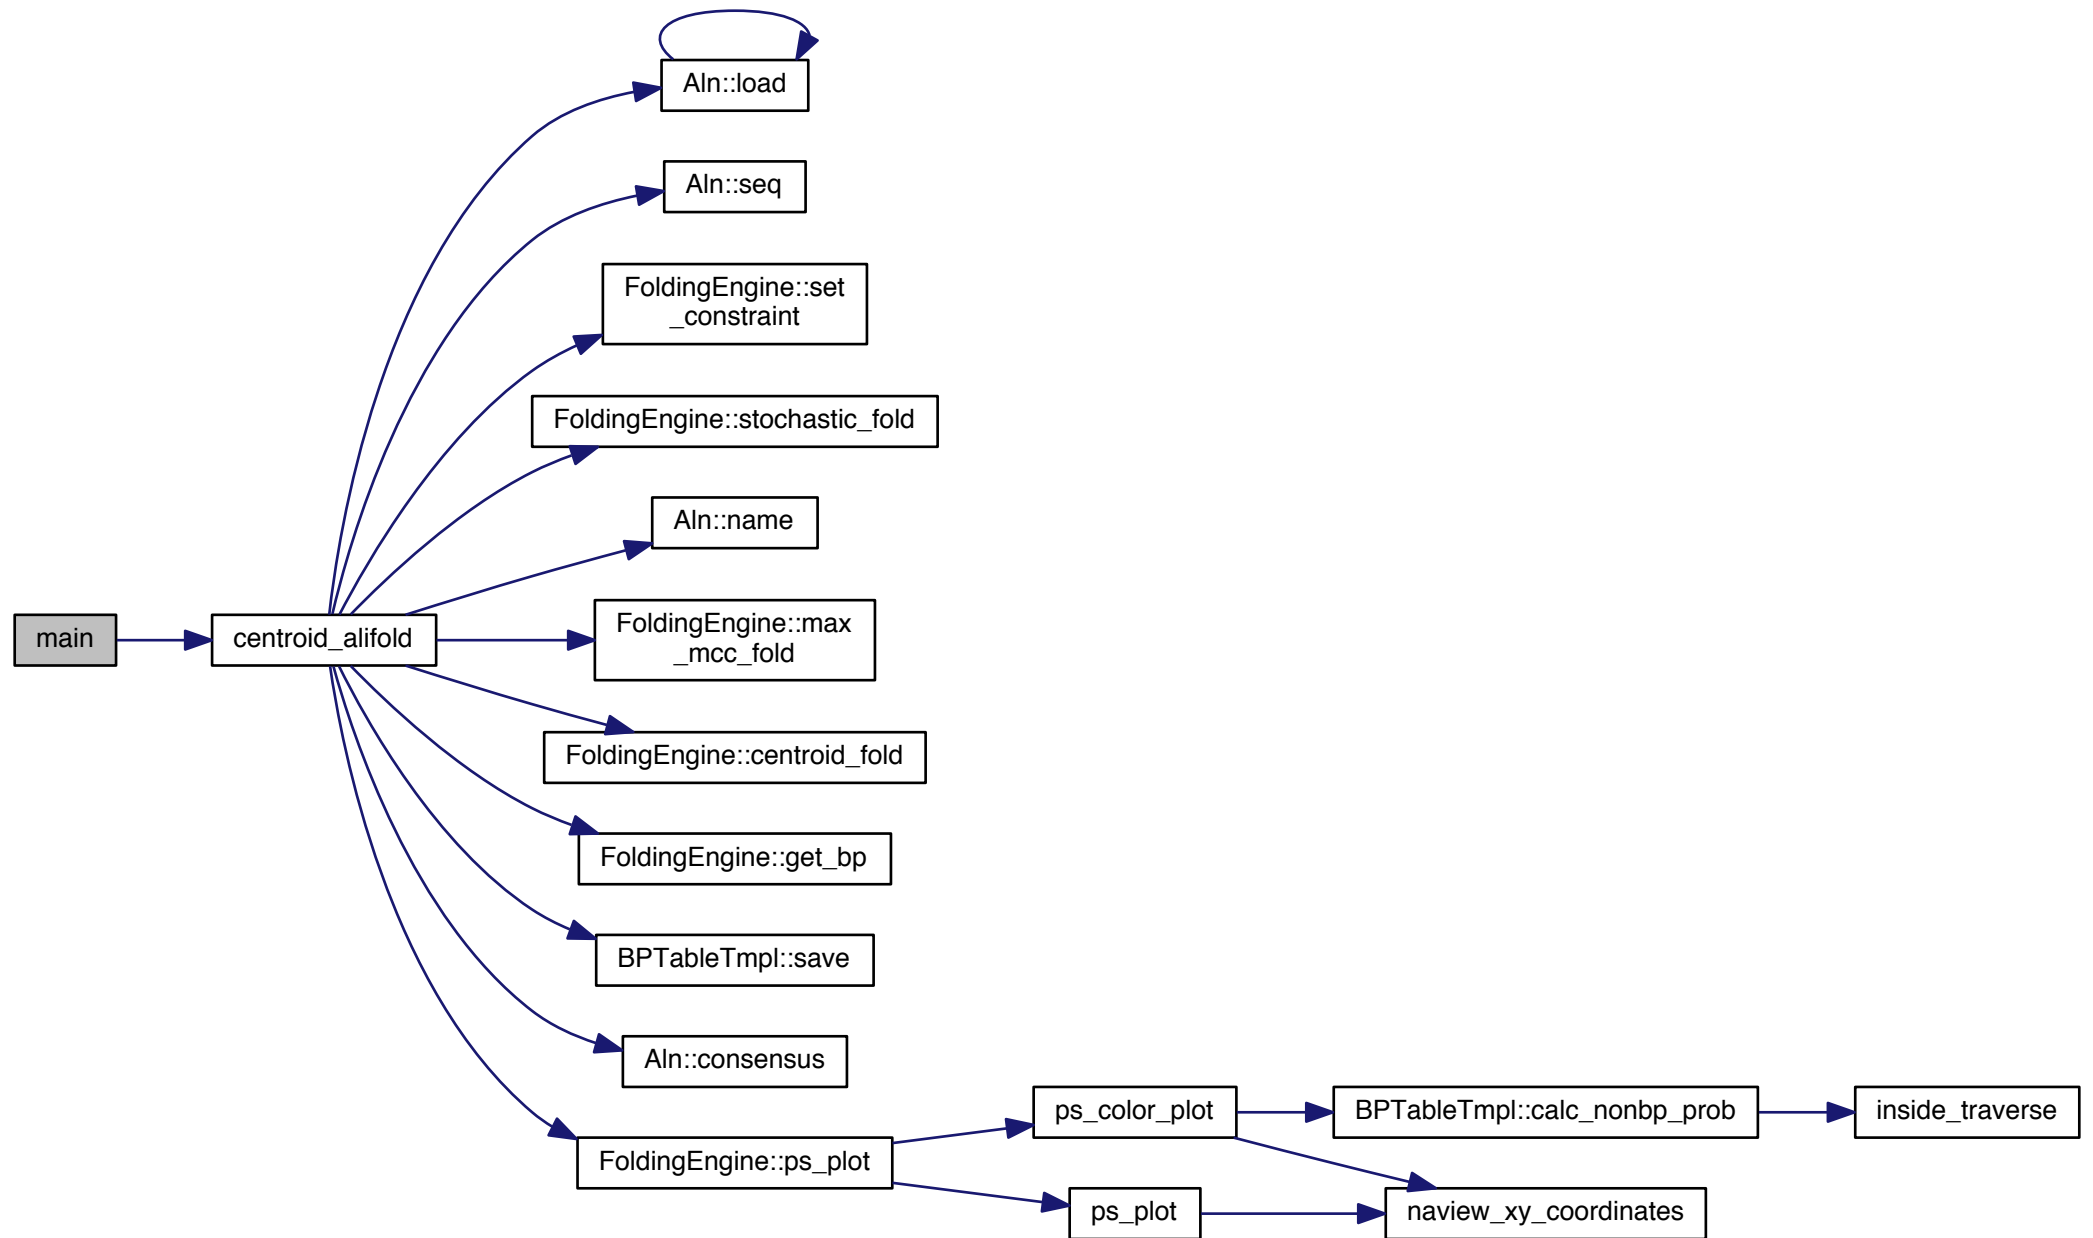 Aln::load
Aln::seq
FoldingEngine::set
_constraint
FoldingEngine::stochastic_fold
Aln::name
main
centroid_alifold
FoldingEngine::max
_mcc_fold
FoldingEngine::centroid_fold
FoldingEngine::get_bp
BPTableTmpl::save
Aln::consensus
FoldingEngine::ps_plot
ps_color_plot
BPTableTmpl::calc_nonbp_prob
inside_traverse
ps_plot
naview_xy_coordinates